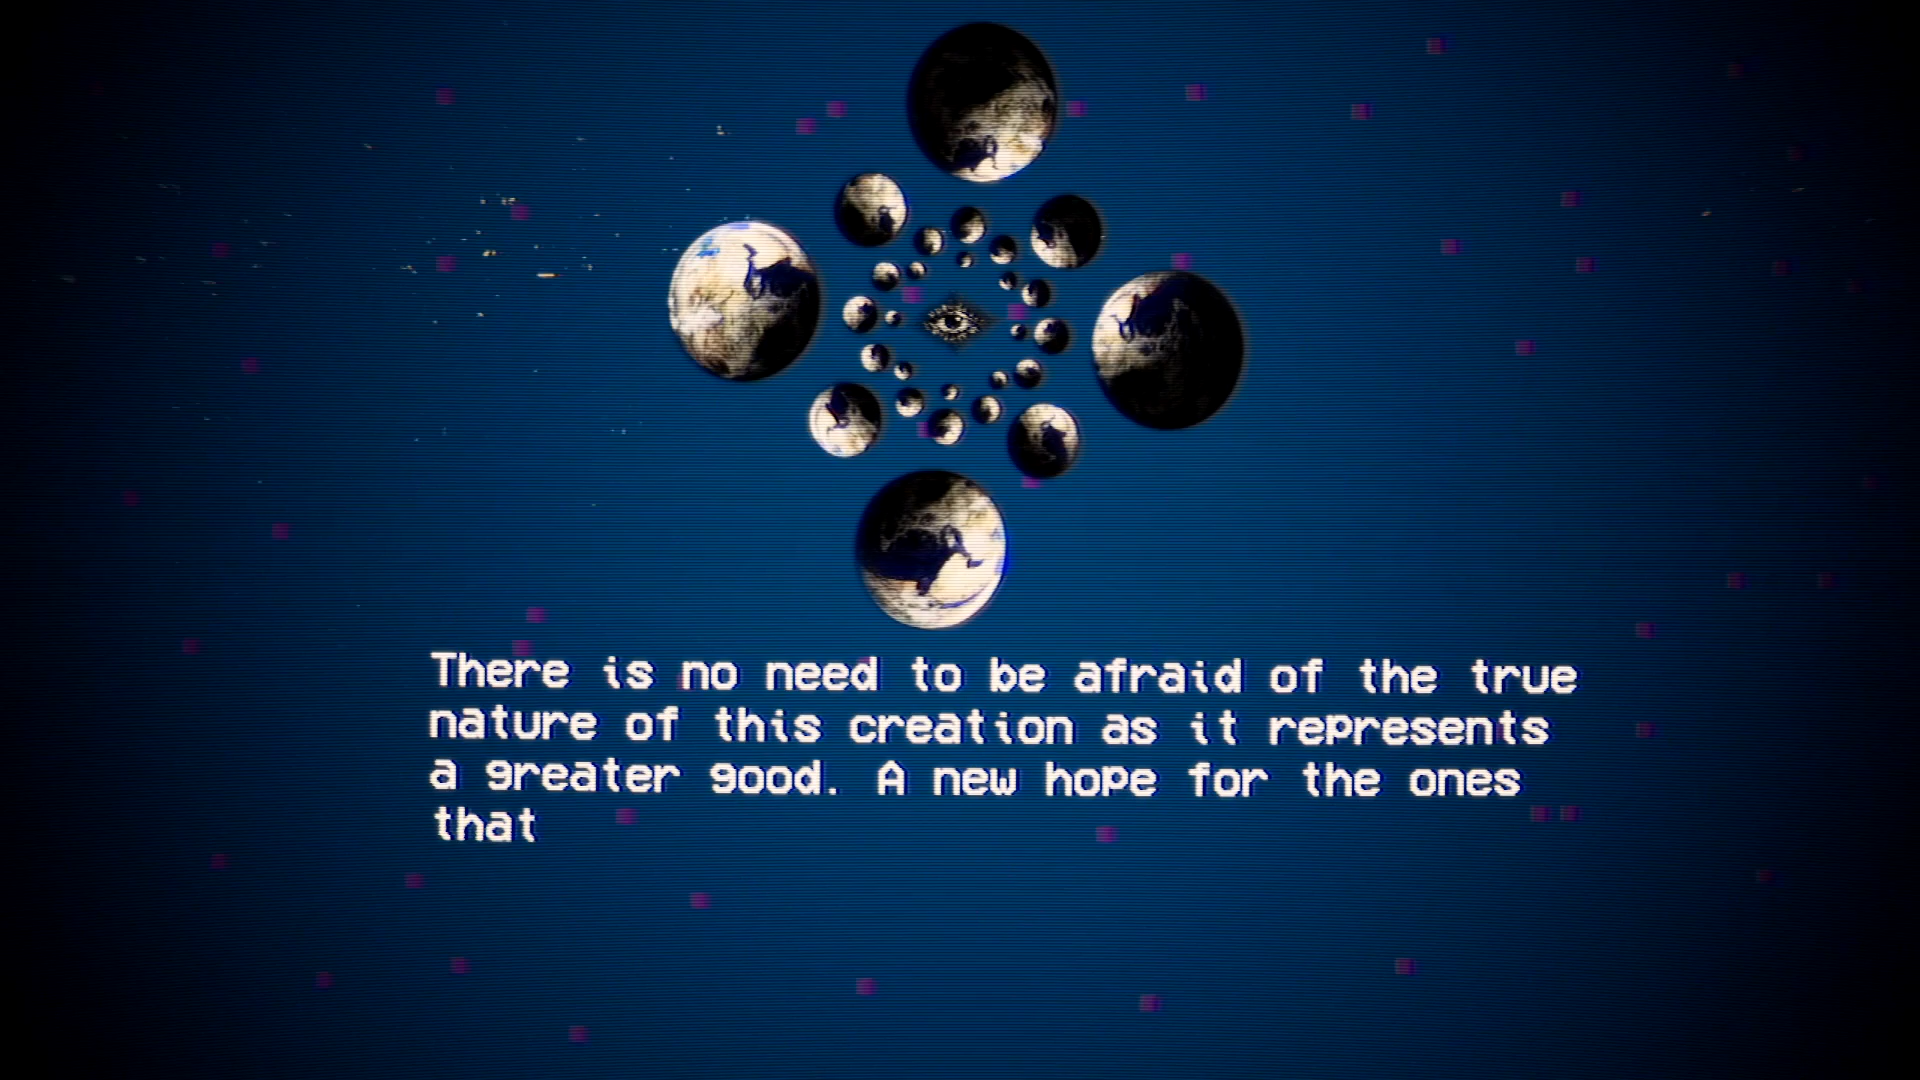 There is no need to be afraid of the true
nature of this creation as it represents
a greater good. A new hope for the ones
that